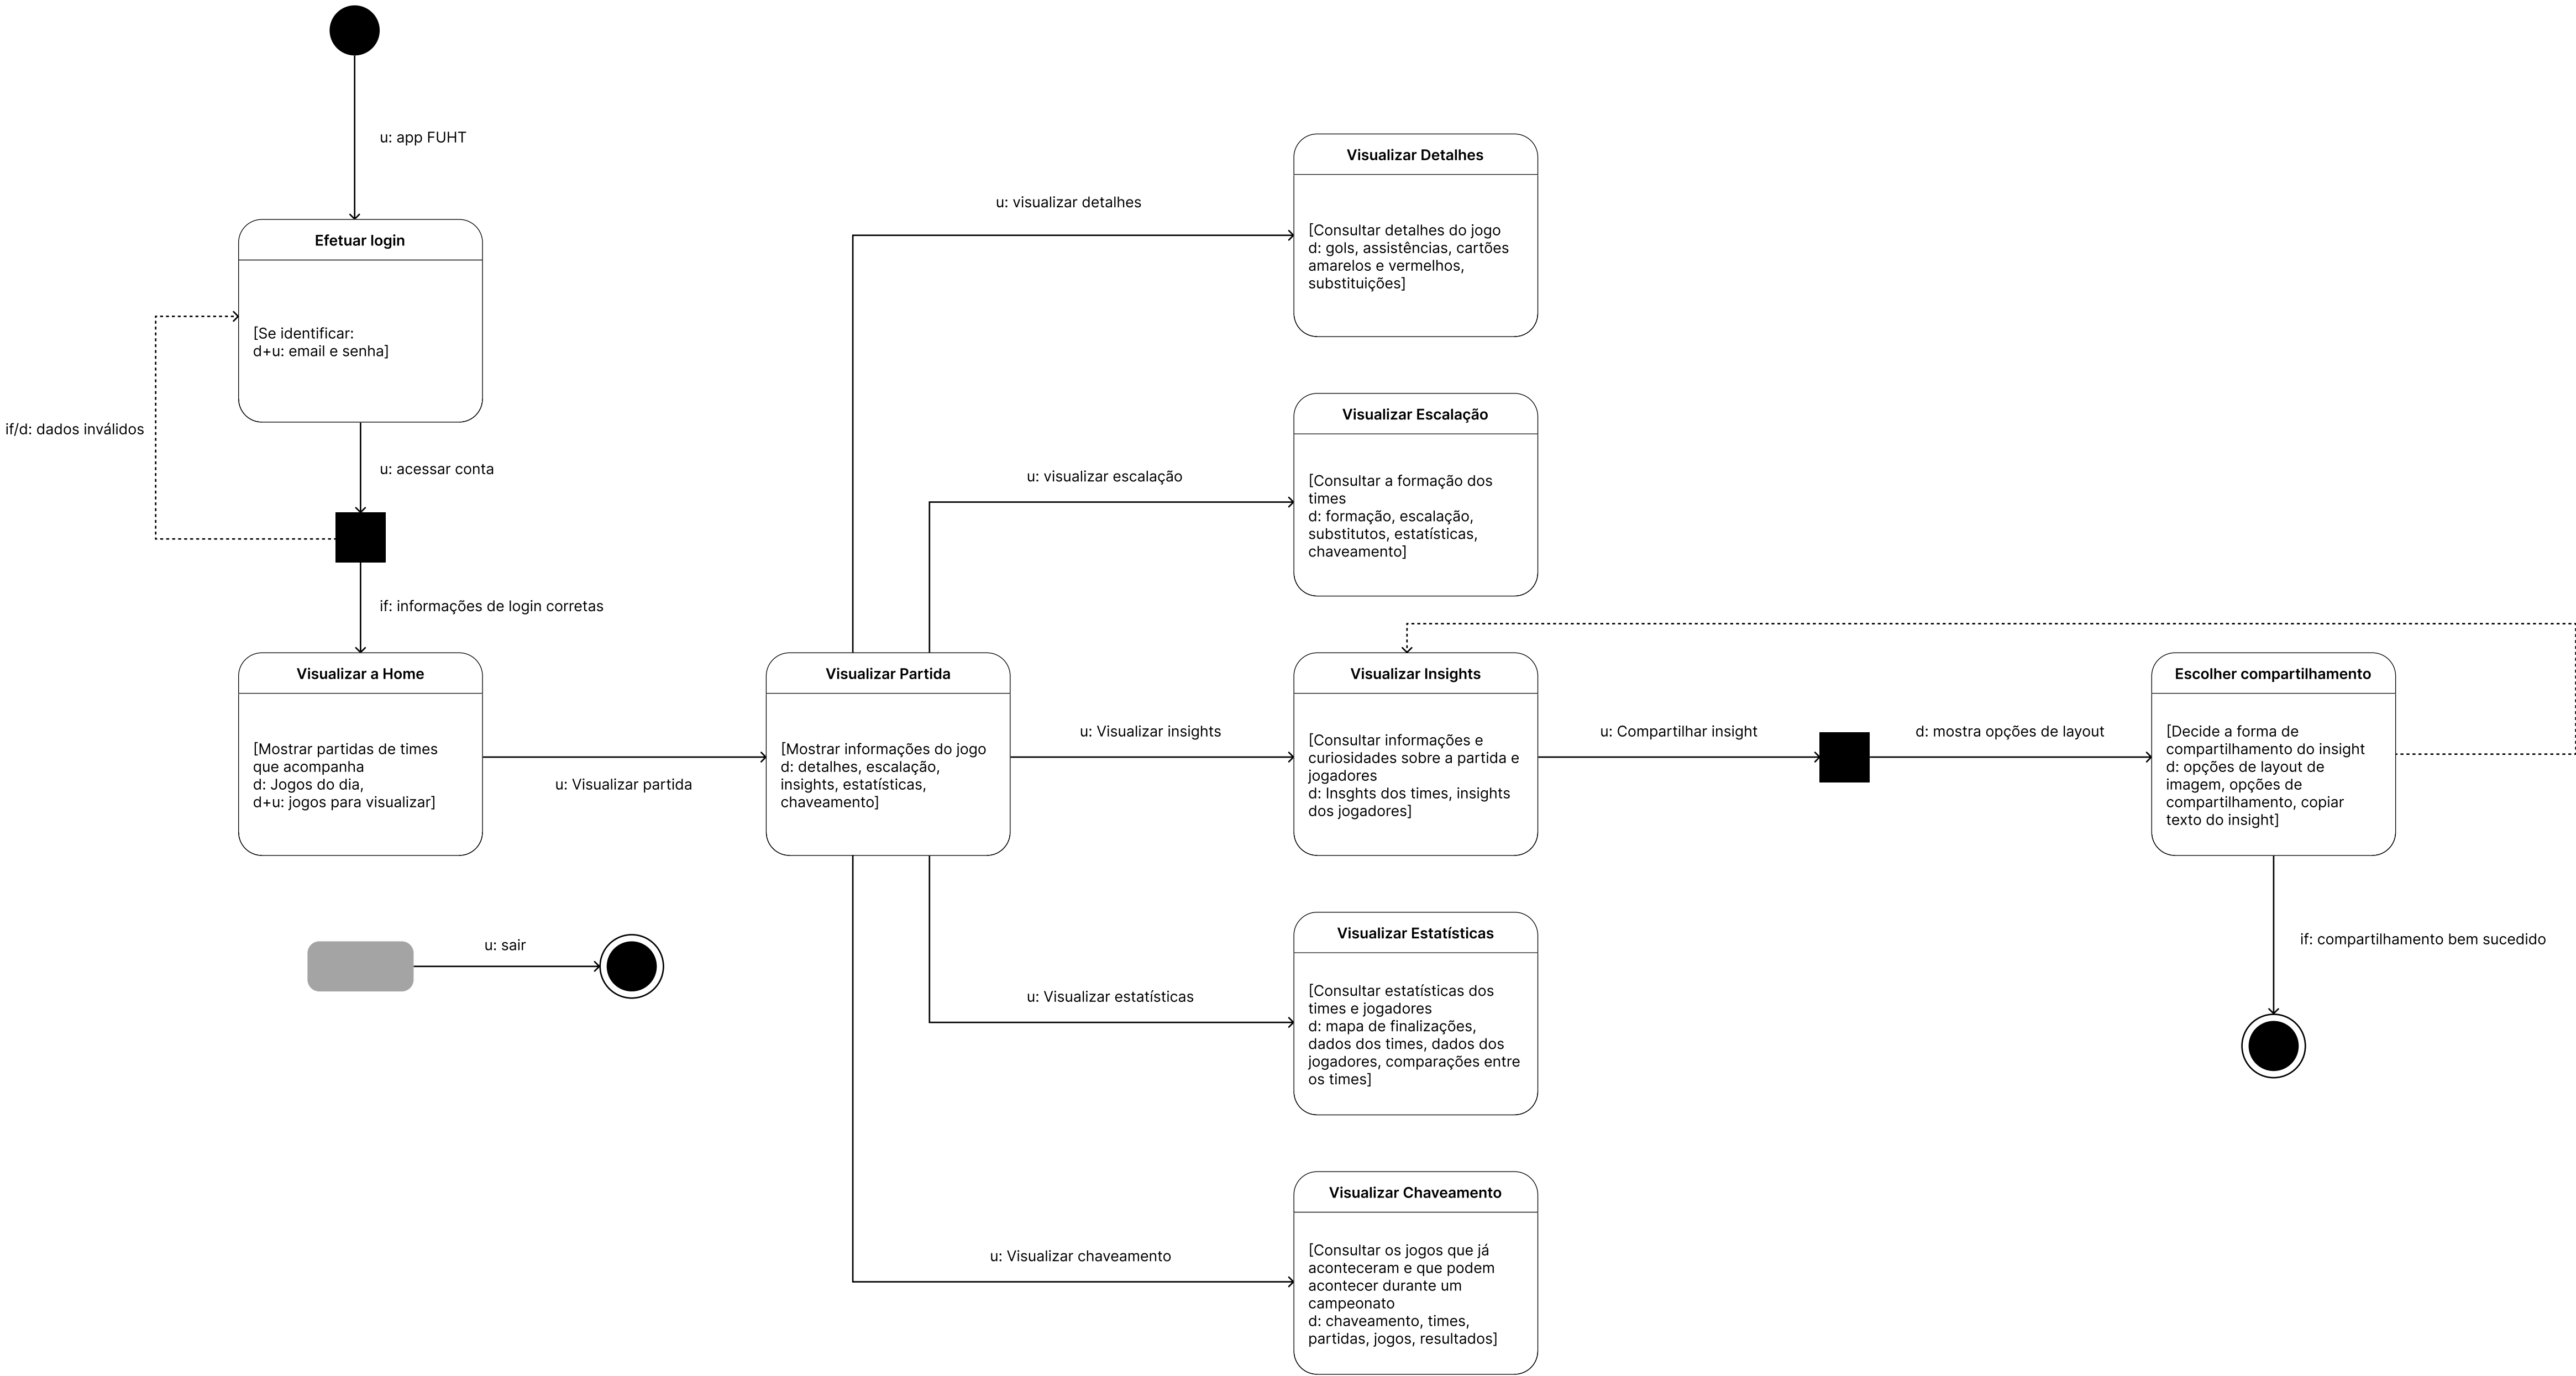 u: app FUHT
Efetuar login
[Se identificar:
d+u: email e senha]
if/d: dados inválidos
u: acessar conta
if: informações de login corretas
Visualizar a Home
[Mostrar partidas de times
que acompanha
d: Jogos do dia,
d+u: jogos para visualizar]
u: sair
u: Visualizar partida
Visualizar Partida
[Mostrar informações do jogo
d: detalhes, escalação,
insights, estatísticas,
chaveamento]
u: visualizar detalhes
Visualizar Detalhes
[Consultar detalhes do jogo
d: gols, assistências, cartões
amarelos e vermelhos,
substituições]
u: visualizar escalação
Visualizar Escalação
[Consultar a formação dos
times
d: formação, escalação,
substitutos, estatísticas,
chaveamento]
u: Visualizar insights
Visualizar Insights
[Consultar informações e
curiosidades sobre a partida e
jogadores
d: Insghts dos times, insights
dos jogadores]
u: Compartilhar insight
d: mostra opções de layout
Escolher compartilhamento
[Decide a forma de
compartilhamento do insight
d: opções de layout de
imagem, opções de
compartilhamento, copiar
texto do insight]
if: compartilhamento bem sucedido
u: Visualizar estatísticas
Visualizar Estatísticas
[Consultar estatísticas dos
times e jogadores
d: mapa de finalizações,
dados dos times, dados dos
jogadores, comparações entre
os times]
u: Visualizar chaveamento
Visualizar Chaveamento
[Consultar os jogos que já
aconteceram e que podem
acontecer durante um
campeonato
d: chaveamento, times,
partidas, jogos, resultados]